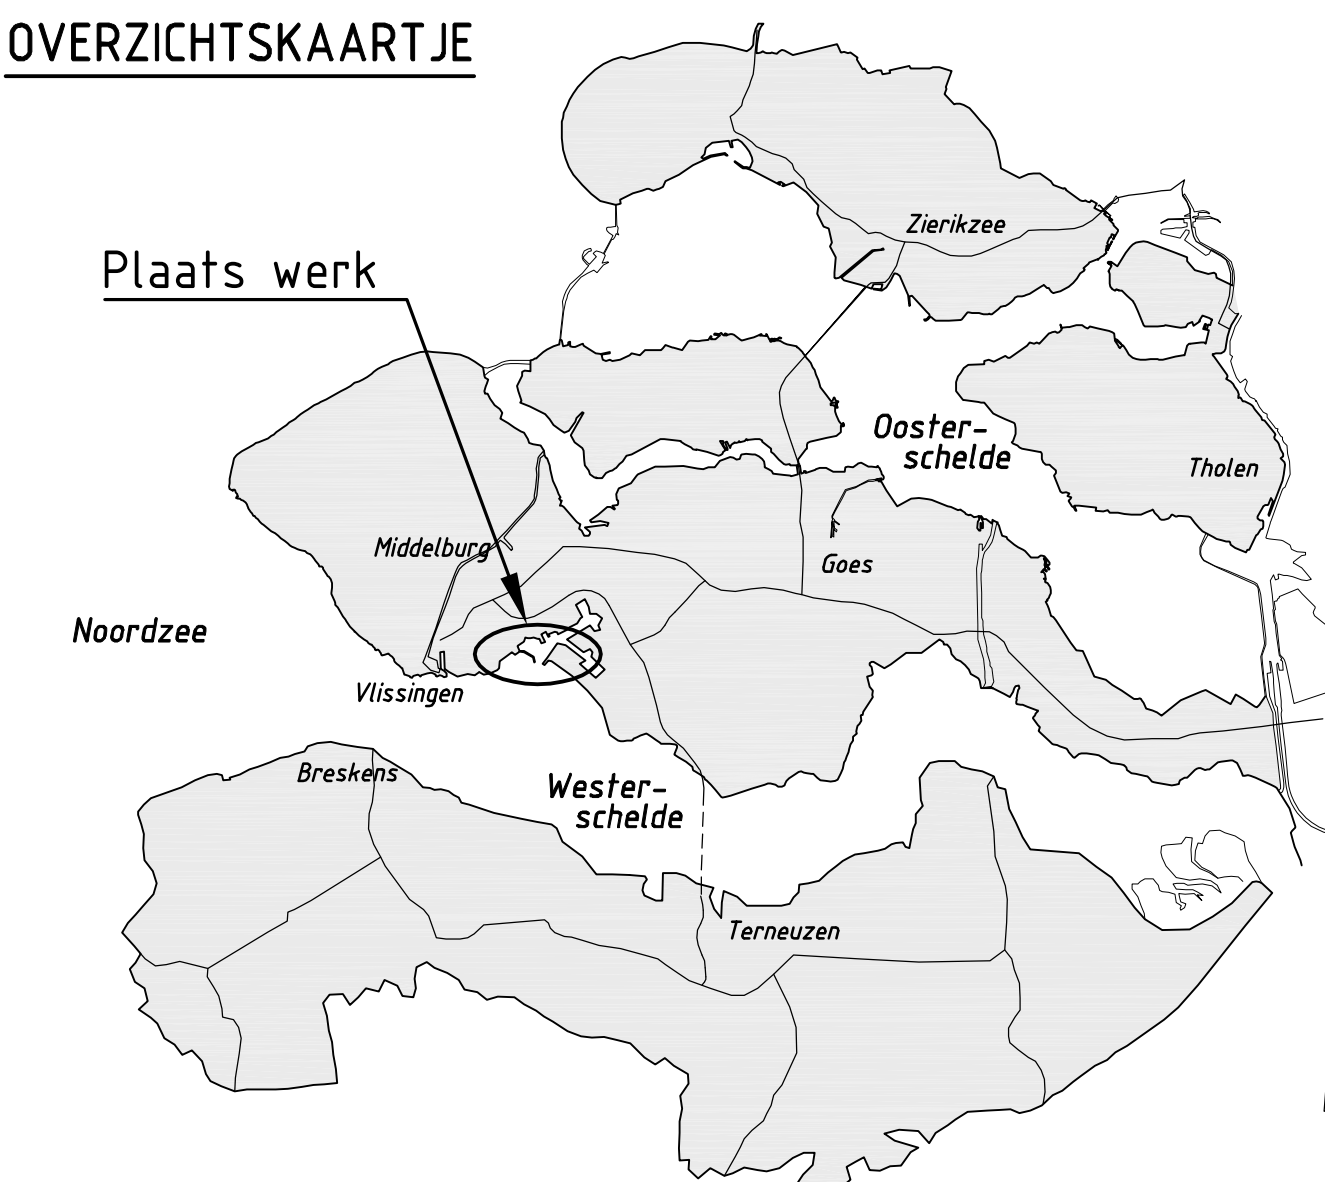 OVERZICHTSKAARTJE
Zierikzee
Plaats werk
Ooster-
schelde
Tholen
Middelburg
Goes
Noordzee
Vlissingen
Breskens
Wester-
schelde
Terneuzen